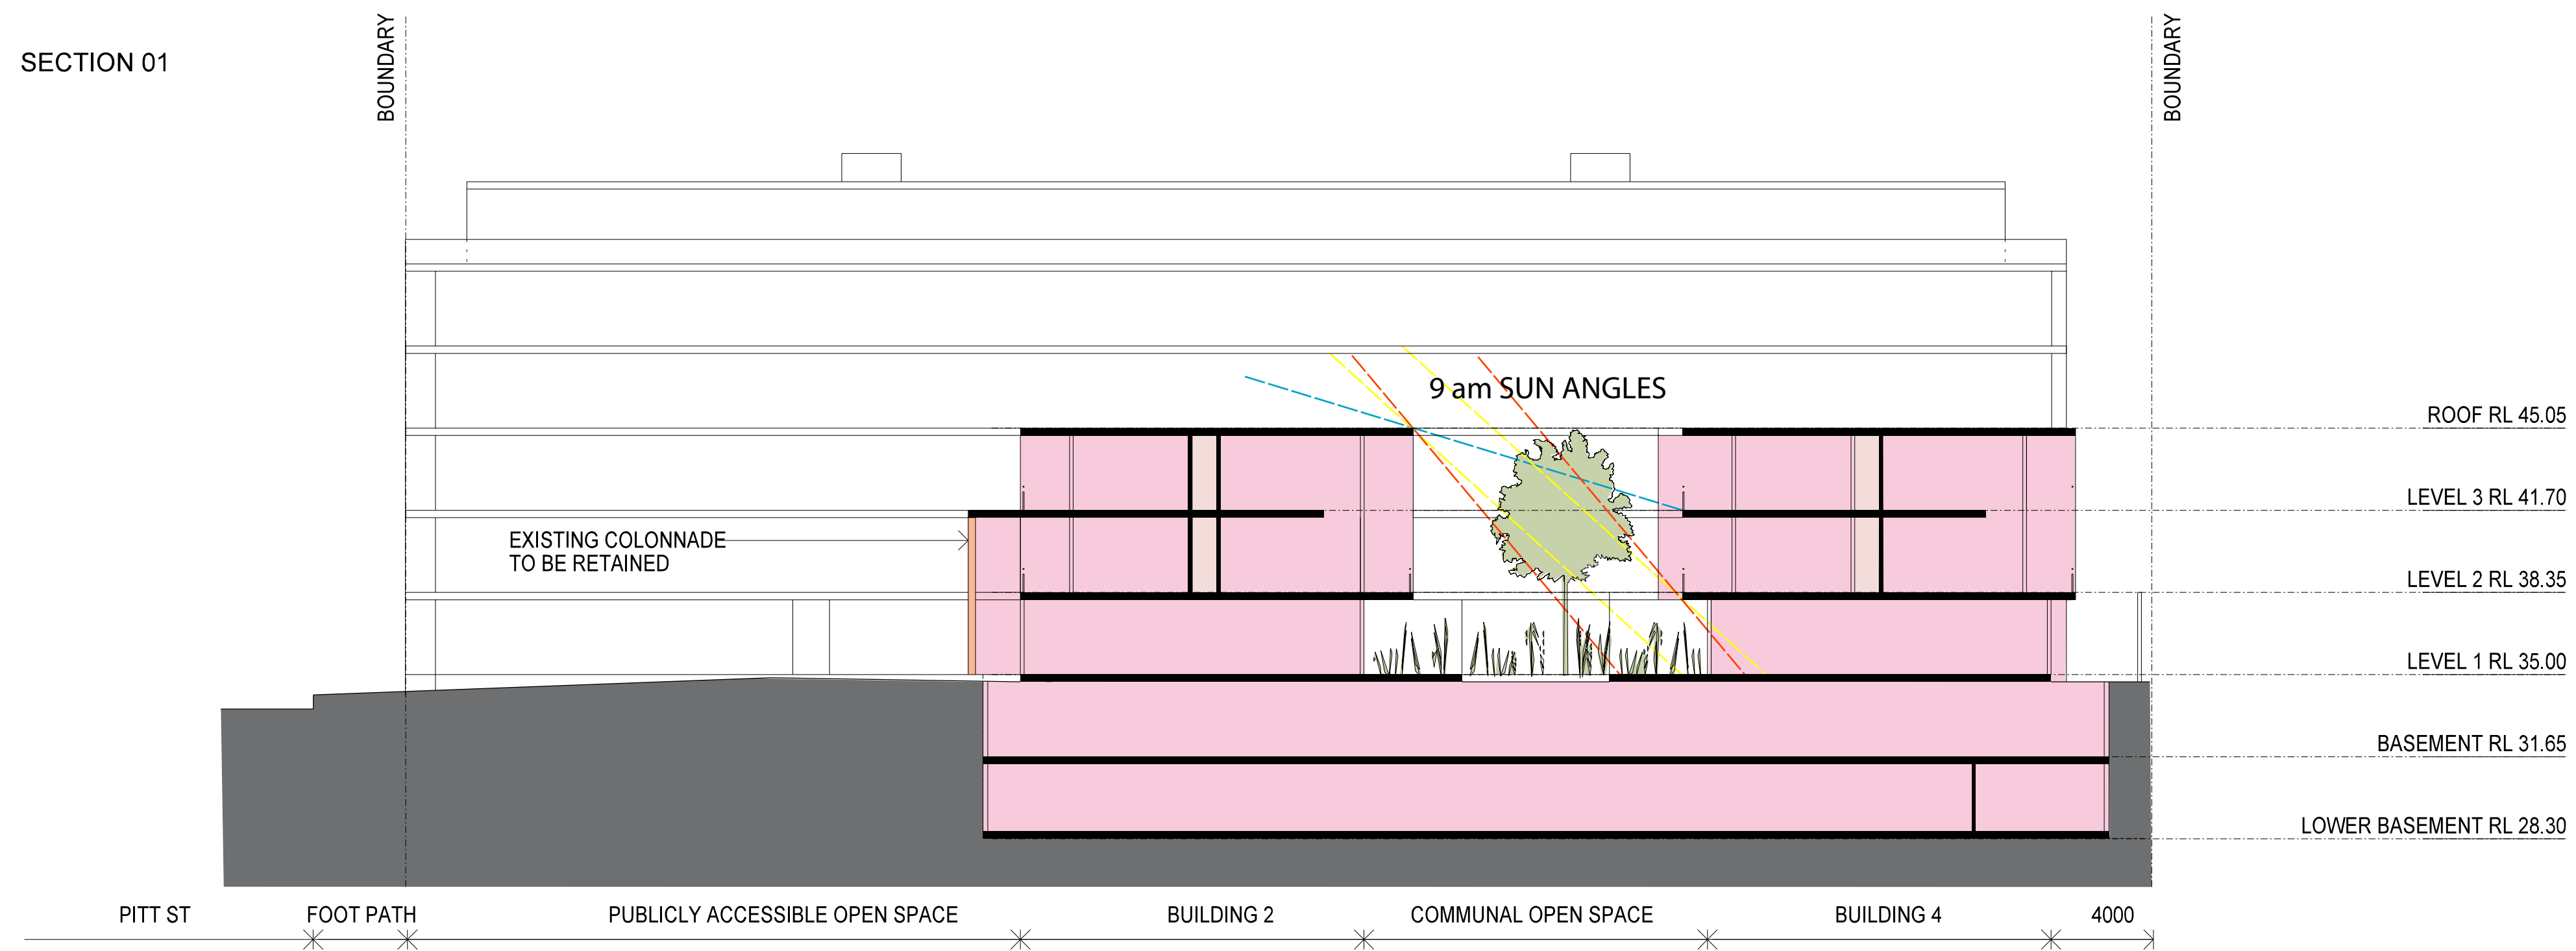 SECTION 01
BOUNDARY
BOUNDARY
9 am SUN ANGLES
ROOF RL 45.05
LEVEL 3 RL 41.70
EXISTING COLONNADE
TO BE RETAINED
LEVEL 2 RL 38.35
LEVEL 1 RL 35.00
BASEMENT RL 31.65
LOWER BASEMENT RL 28.30
PITT ST FOOT PATH PUBLICLY ACCESSIBLE OPEN SPACE BUILDING 2 COMMUNAL OPEN SPACE BUILDING 4 4000